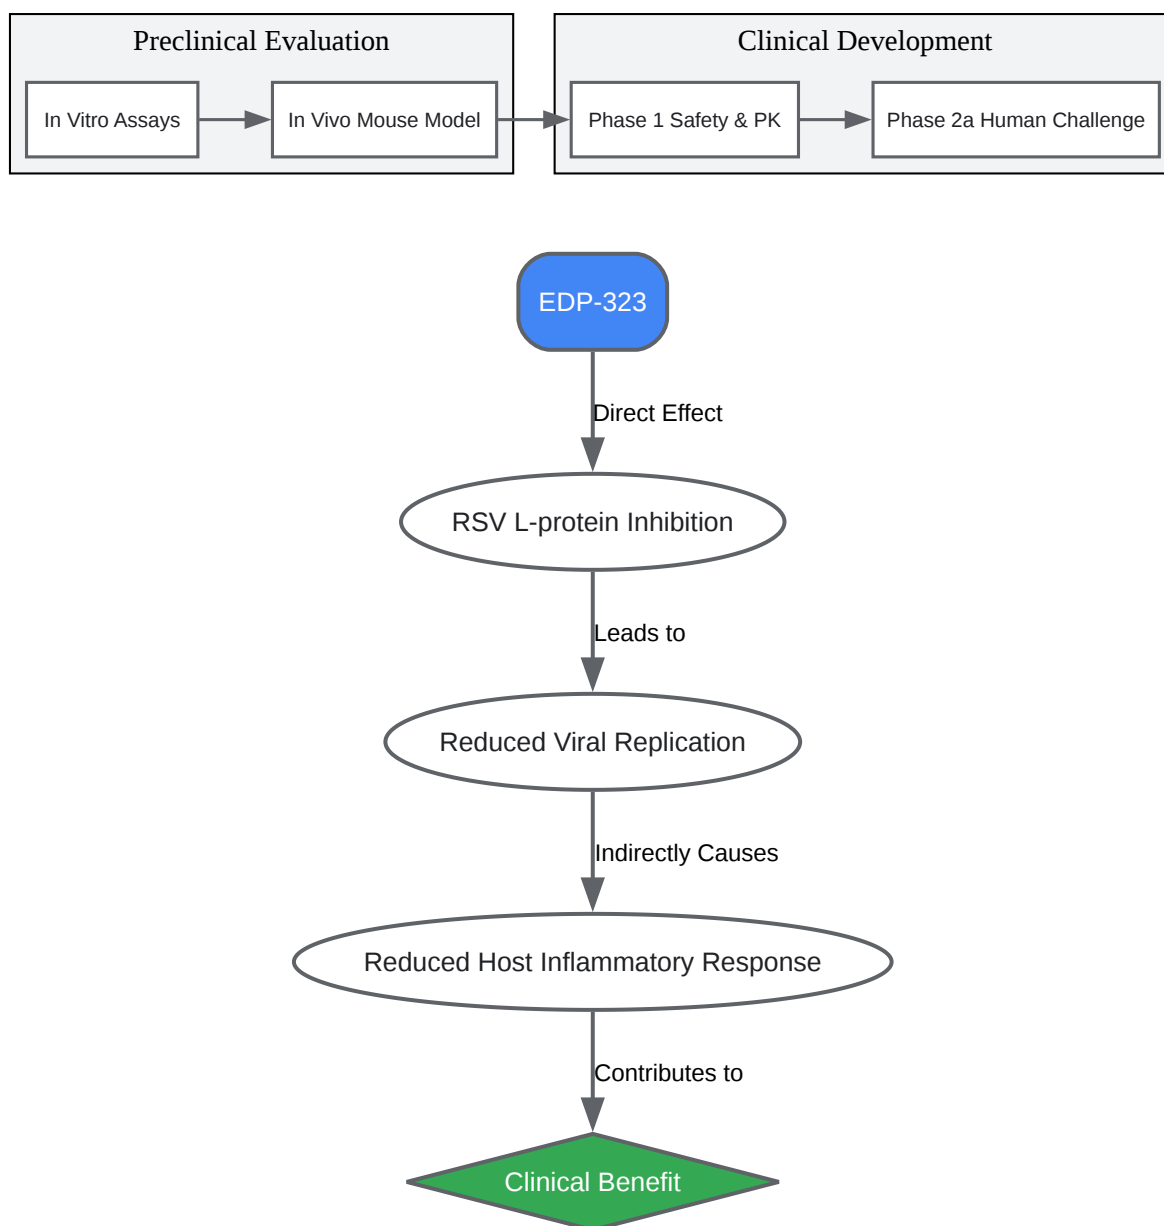 Preclinical Evaluation
Clinical Development
In Vitro Assays
In Vivo Mouse Model
Phase 1 Safety & PK
Phase 2a Human Challenge
EDP-323
Direct Effect
RSV L-protein Inhibition
Leads to
Reduced Viral Replication
Indirectly Causes
Reduced Host Inflammatory Response
Contributes to
Clinical Benefit